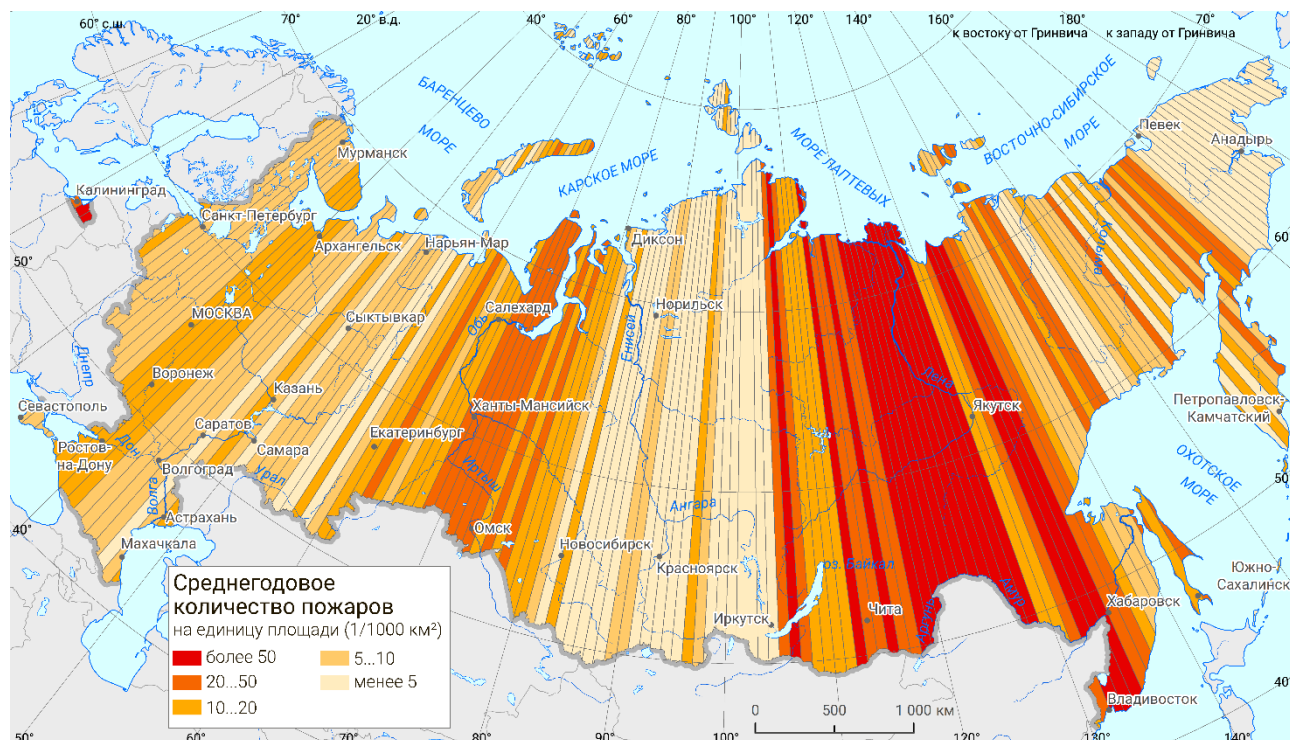 60° с.ш.
70°
20° в.д.
40°
60°
80°
100°
120°
140°
160°
180°
70°
к востоку от Гринвича
к западу от Гринвича
БАРЕНЦЕВО
МОРЕ
КАРСКОЕ МОРЕ
МОРЕ ЛАПТЕВЫХ
ВОСТОЧНО-СИБИРСКОЕ
МОРЕ
Певек
Анадырь
Мурманск
Калининград
Санкт-Петербург
Архангельск
Нарьян-Мар
Диксон
Колыма
60°
50°
МОСКВА
Сыктывкар
Салехард
Обь
Норильск
Енисей
Днепр
Воронеж
Казань
Ханты-Мансийск
Лена
Якутск
Петропавловск-
Камчатский
Севастополь
Ростов-
на-Дону
Дон
Саратов
Самара
Екатеринбург
Волгоград
Урал
Иртыш
Волга
Омск
Ангара
ОХОТСКОЕ
МОРЕ
50°
40°
Астрахань
Махачкала
Новосибирск
Красноярск
оз. Байкал
Иркутск
Чита
Аргунь
Амур
Хабаровск
Южно-
Сахалинск
Владивосток
40°
Среднегодовое
количество пожаров
на единицу площади (1/1000 км²)
более 50
5...10
20...50
менее 5
10...20
0
500
1 000 км
50°
60°
70°
80°
90°
100°
110°
120°
130°
140°